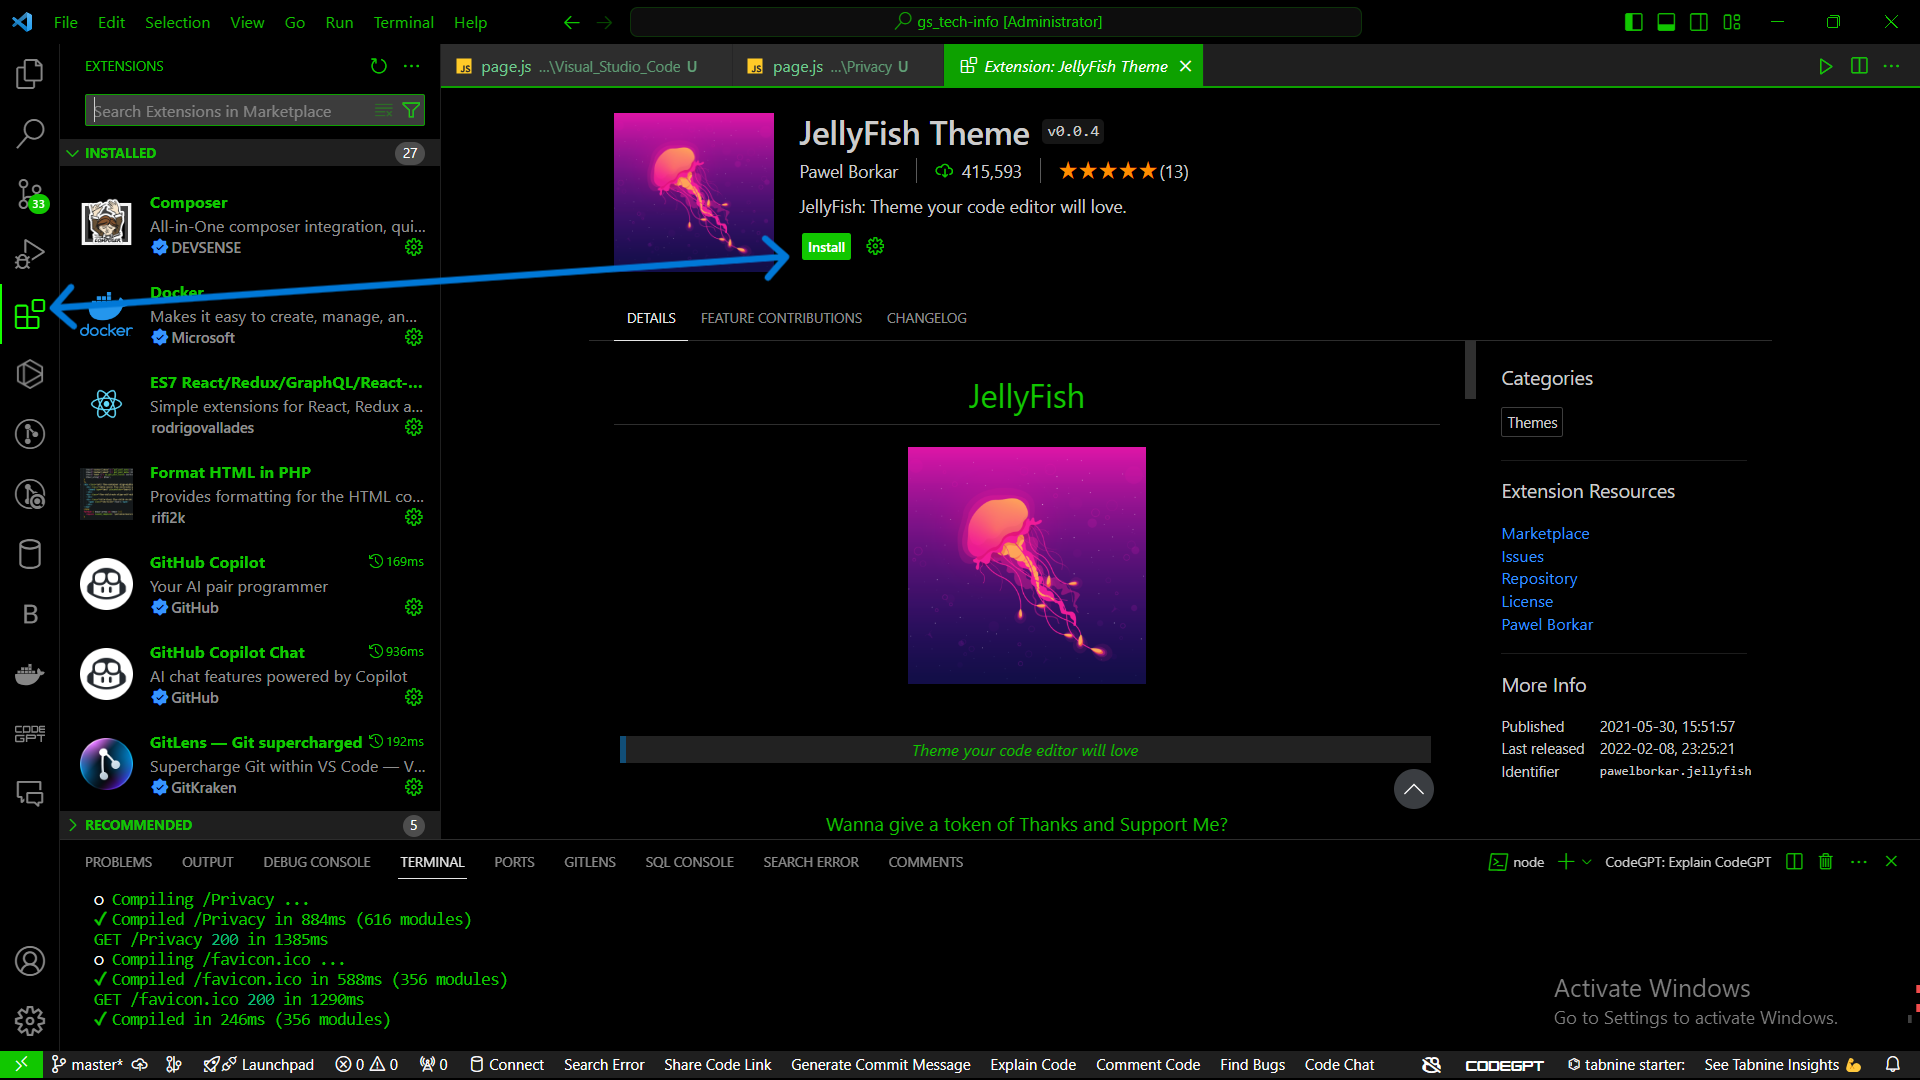 File Edit Selection View Go Run Terminal Help
gs_tech-info [Administrator]
EXTENSIONS
Search Extensions in Marketplace
INSTALLED 27
33
Composer
All-in-One composer integration, qui...
DEVSENSE
Docker
Makes it easy to create, manage, an...
Microsoft
docker
ES7 React/Redux/GraphQL/React-...
Simple extensions for React, Redux a...
rodrigovallades
Format HTML in PHP
Provides formatting for the HTML co...
rifi2k
GitHub Copilot 169ms
Your AI pair programmer
GitHub
GitHub Copilot Chat 936ms
AI chat features powered by Copilot
GitHub
GitLens — Git supercharged 192ms
Supercharge Git within VS Code — V...
GitKraken
RECOMMENDED 5
B
CODE
GPT
JS page.js ...\Visual_Studio_Code U
JS page.js ...\Privacy U
Extension: JellyFish Theme
JellyFish Theme v0.0.4
Pawel Borkar 415,593 (13)
JellyFish: Theme your code editor will love.
Install
DETAILS FEATURE CONTRIBUTIONS CHANGELOG
JellyFish
Theme your code editor will love
Wanna give a token of Thanks and Support Me?
Categories
Themes
Extension Resources
Marketplace
Issues
Repository
License
Pawel Borkar
More Info
Published 2021-05-30, 15:51:57
Last released 2022-02-08, 23:25:21
Identifier pawelborkar.jellyfish
PROBLEMS OUTPUT DEBUG CONSOLE TERMINAL PORTS GITLENS SQL CONSOLE SEARCH ERROR COMMENTS
node CodeGPT: Explain CodeGPT
○ Compiling /Privacy ...
✓ Compiled /Privacy in 884ms (616 modules)
GET /Privacy 200 in 1385ms
○ Compiling /favicon.ico ...
✓ Compiled /favicon.ico in 588ms (356 modules)
GET /favicon.ico 200 in 1290ms
✓ Compiled in 246ms (356 modules)
Activate Windows
Go to Settings to activate Windows.
master* Launchpad 0 0 0 Connect Search Error Share Code Link Generate Commit Message Explain Code Comment Code Find Bugs Code Chat CODEGPT tabnine starter: See Tabnine Insights 💪